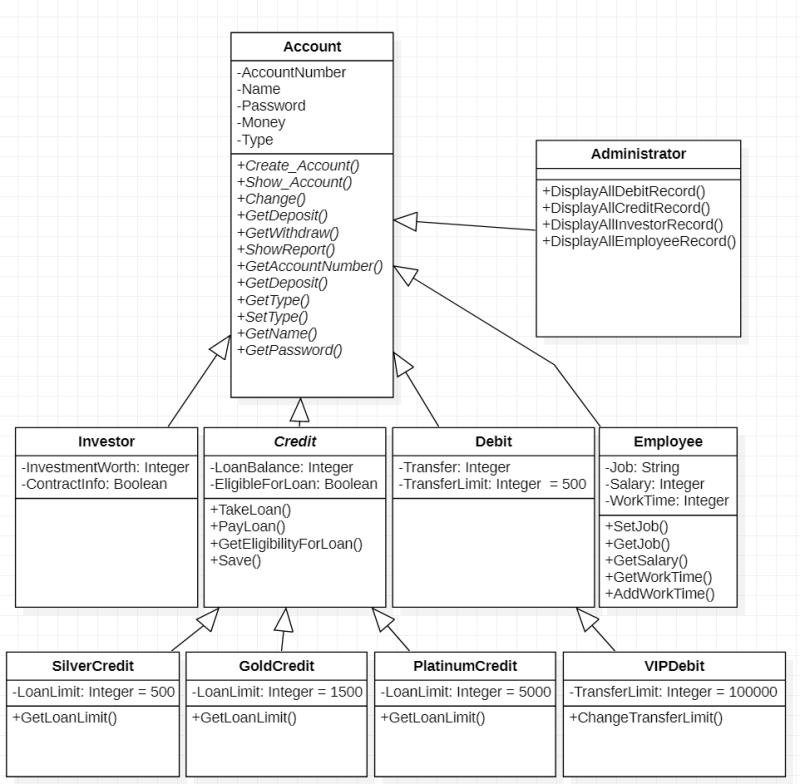 Account
-AccountNumber
-Name
-Password
-Money
-Type
+Create_Account()
+Show_Account()
+Change()
+GetDeposit()
+GetWithdraw()
+ShowReport()
+GetAccountNumber()
+GetDeposit()
+GetType()
+SetType()
+GetName()
+GetPassword()
Administrator
+DisplayAllDebitRecord()
+DisplayAllCreditRecord()
+DisplayAllInvestorRecord()
+DisplayAllEmployeeRecord()
Investor
-InvestmentWorth: Integer
-ContractInfo: Boolean
Credit
-LoanBalance: Integer
-EligibleForLoan: Boolean
+TakeLoan()
+PayLoan()
+GetEligibilityForLoan()
+Save()
Debit
-Transfer: Integer
-TransferLimit: Integer = 500
Employee
-Job: String
-Salary: Integer
-WorkTime: Integer
+SetJob()
+GetJob()
+GetSalary()
+GetWorkTime()
+AddWorkTime()
SilverCredit
-LoanLimit: Integer = 500
+GetLoanLimit()
GoldCredit
-LoanLimit: Integer = 1500
+GetLoanLimit()
PlatinumCredit
-LoanLimit: Integer = 5000
+GetLoanLimit()
VIPDebit
-TransferLimit: Integer = 100000
+ChangeTransferLimit()